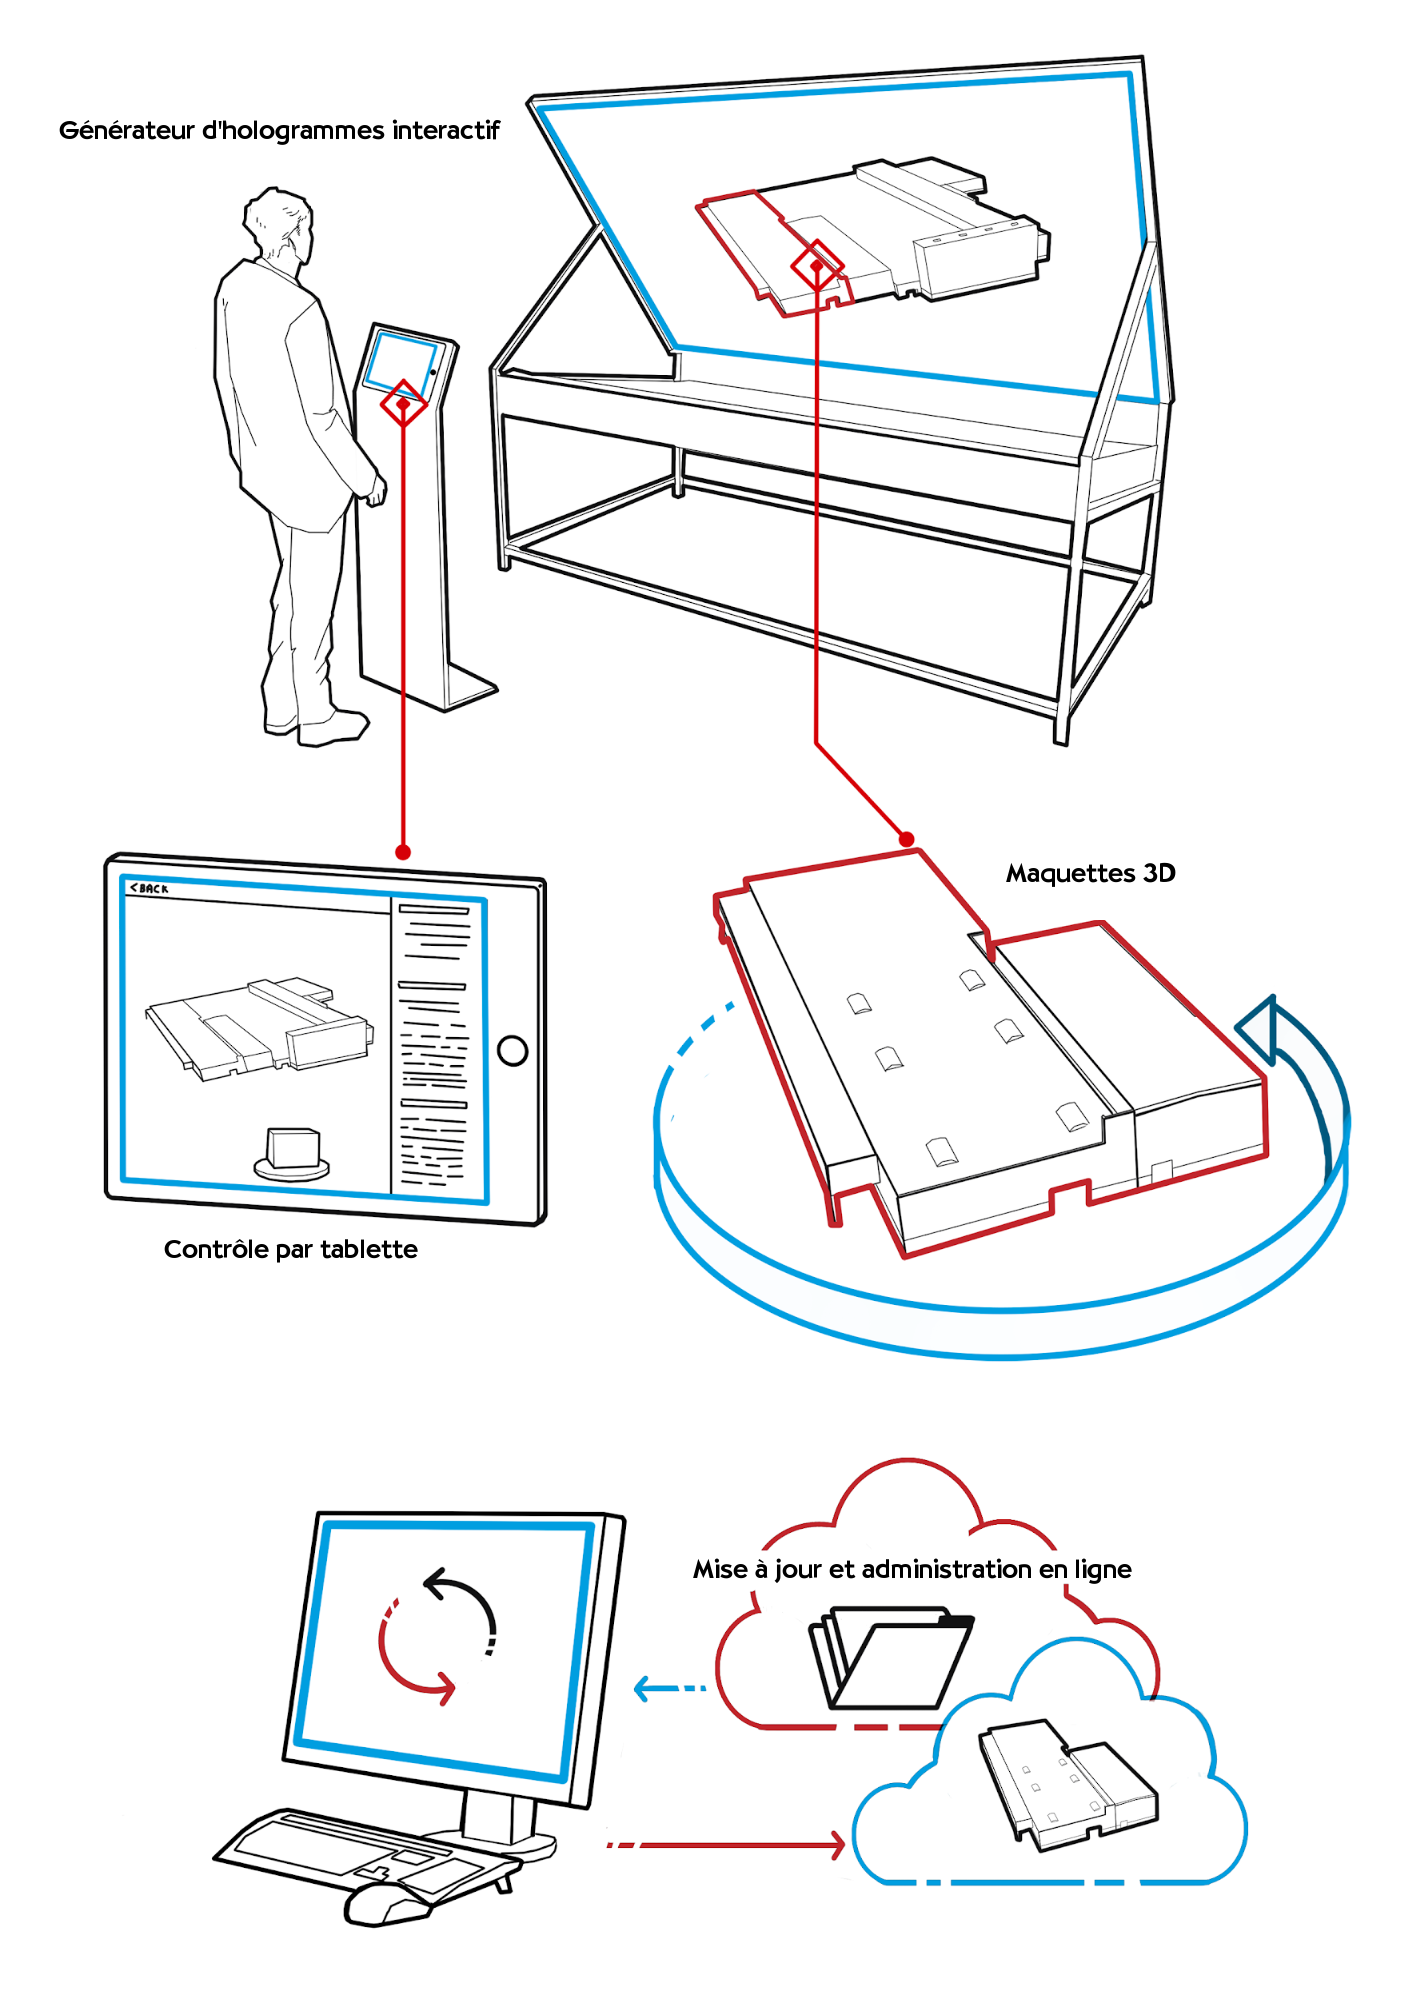 Générateur d'hologrammes interactif
Maquettes 3D
<BACK
Contrôle par tablette
Mise à jour et administration en ligne